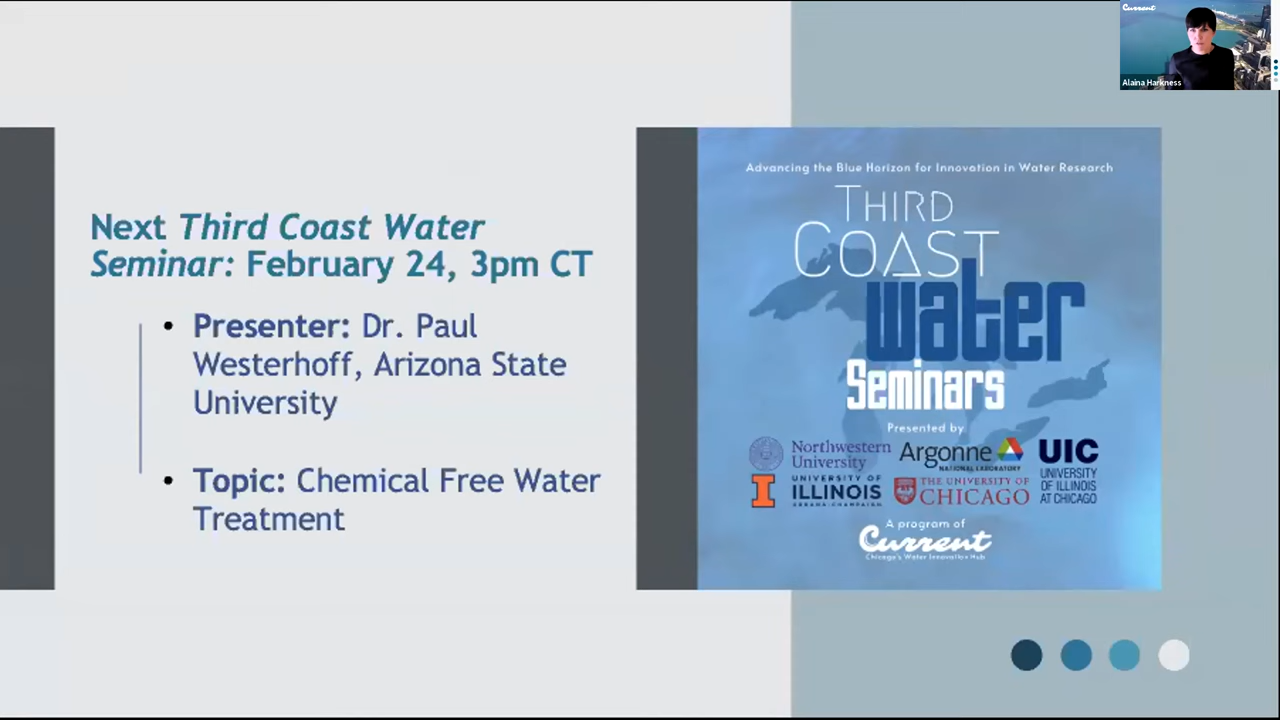 Current
Alaina Harkness
Next Third Coast Water
Seminar: February 24, 3pm CT
• Presenter: Dr. Paul
Westerhoff, Arizona State
University
• Topic: Chemical Free Water
Treatment
Advancing the Blue Horizon for Innovation in Water Research
THIRD
COAST
water
Seminars
Presented by
Northwestern
University
Argonne
NATIONAL LABORATORY
UIC
UNIVERSITY
OF ILLINOIS
AT CHICAGO
UNIVERSITY OF
ILLINOIS
URBANA-CHAMPAIGN
THE UNIVERSITY OF
CHICAGO
A program of
Current
Chicago's Water Innovation Hub